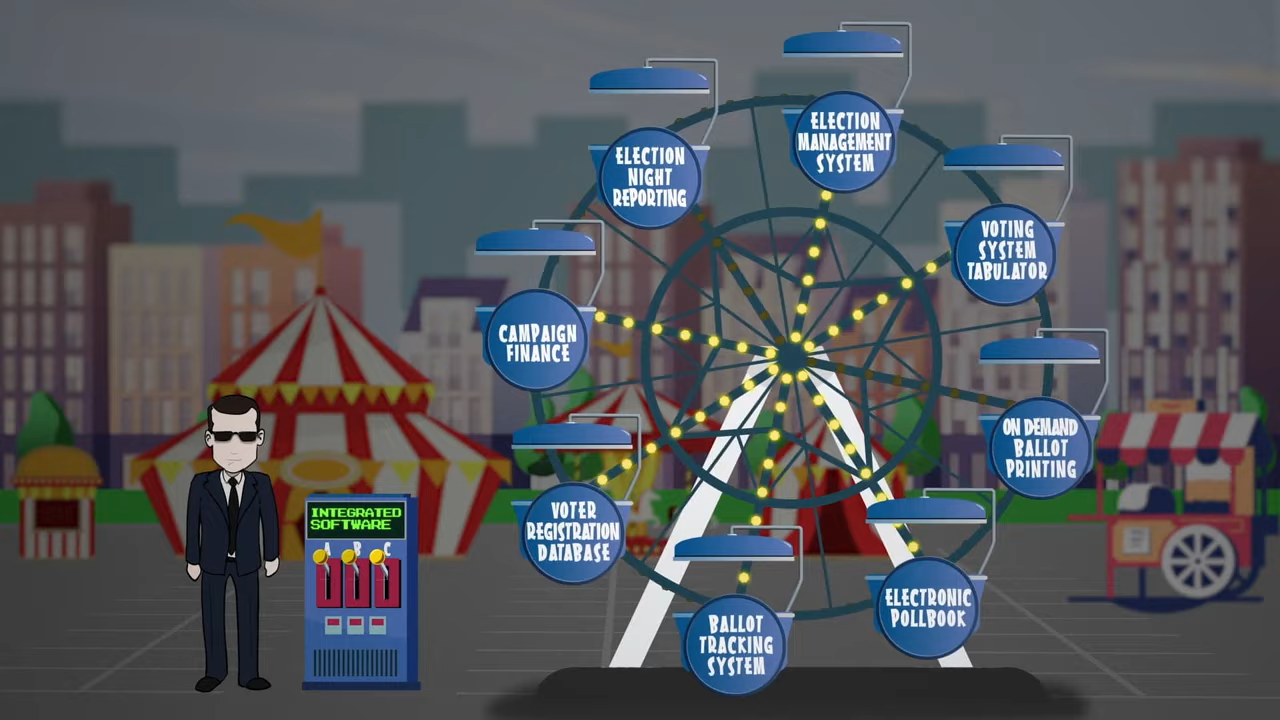 ELECTION
MANAGEMENT
SYSTEM
ELECTION
NIGHT
REPORTING
VOTING
SYSTEM
TABULATOR
CAMPAIGN
FINANCE
ON DEMAND
BALLOT
PRINTING
VOTER
REGISTRATION
DATABASE
ELECTRONIC
POLLBOOK
BALLOT
TRACKING
SYSTEM
INTEGRATED
SOFTWARE
A B C